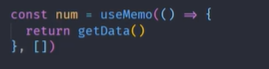 const num = useMemo(() => {
return getData()
}, [])